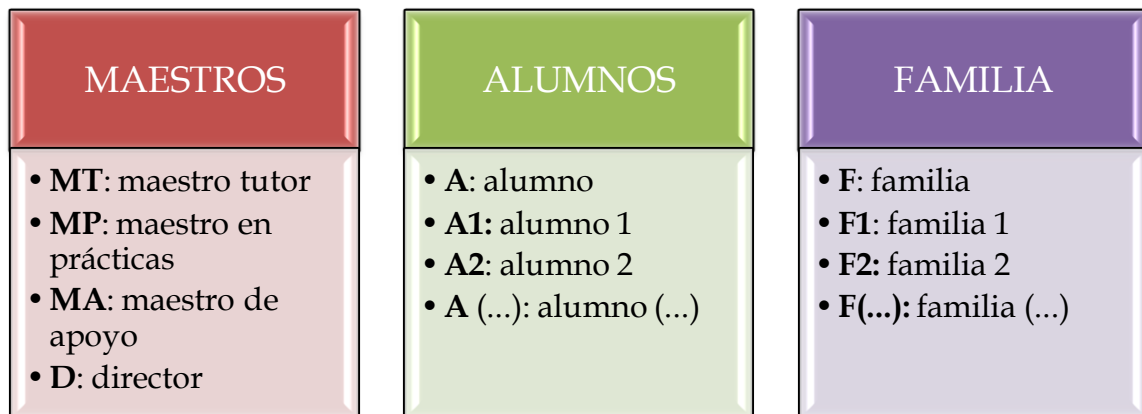 MAESTROS
• MT: maestro tutor
• MP: maestro en
prácticas
• MA: maestro de
apoyo
• D: director
ALUMNOS
• A: alumno
• A1: alumno 1
• A2: alumno 2
• A (...): alumno (...)
FAMILIA
• F: familia
• F1: familia 1
• F2: familia 2
• F(...): familia (...)